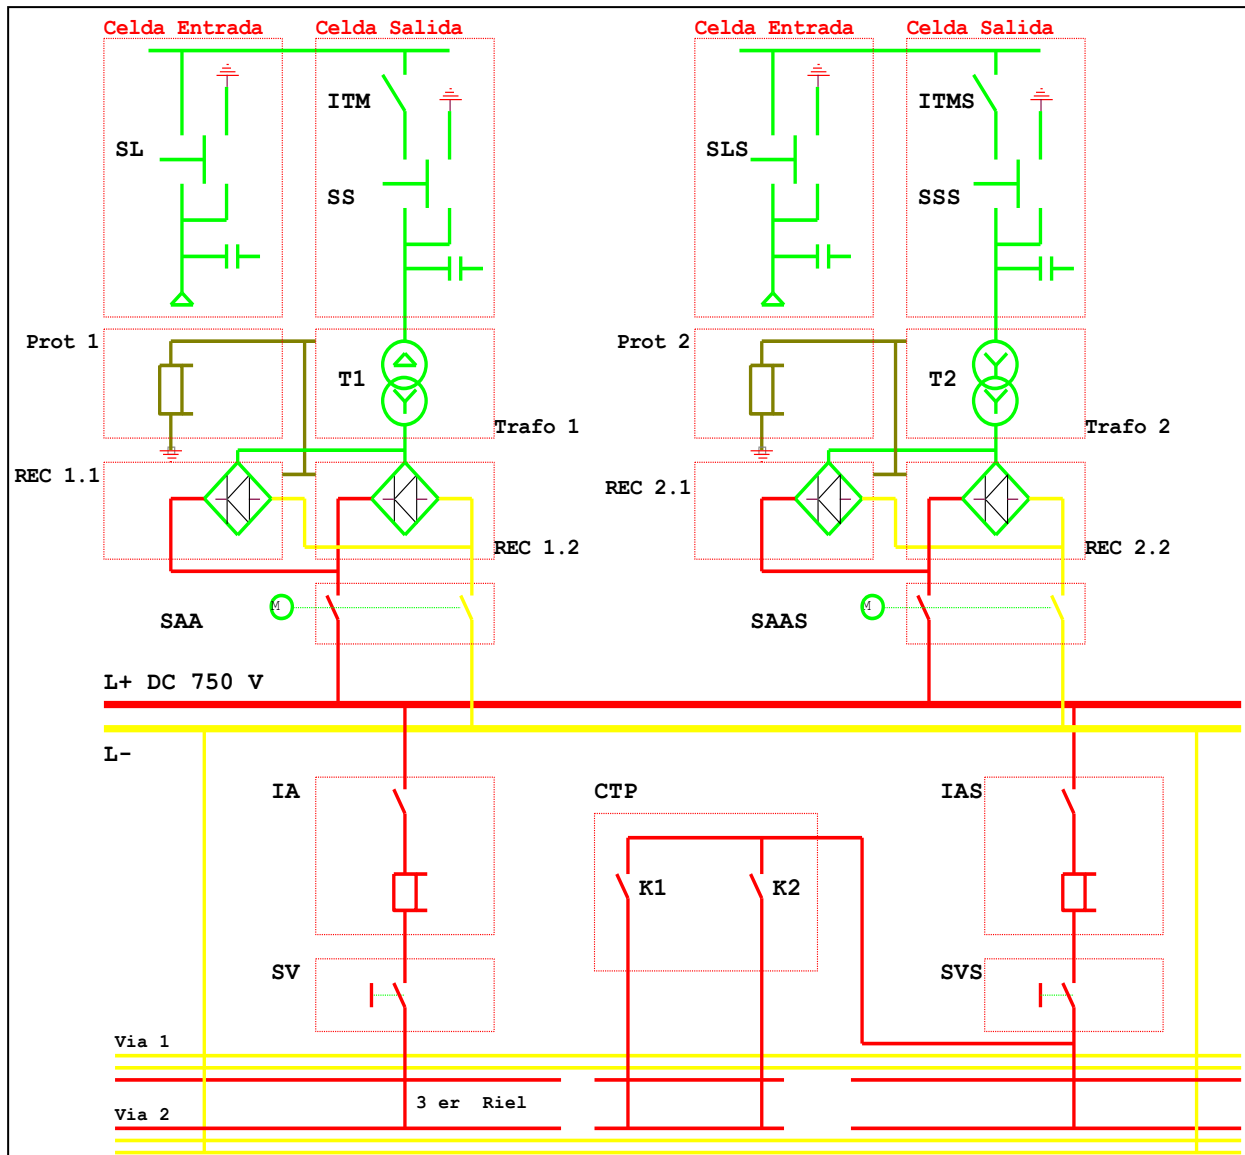 Celda Entrada
Celda Salida
Celda Entrada
Celda Salida
ITM
ITMS
SL
SLS
SS
SSS
Prot 1
Prot 2
T1
T2
Trafo 1
Trafo 2
REC 1.1
REC 2.1
REC 1.2
REC 2.2
M
M
SAA
SAAS
L+ DC 750 V
L-
IA
CTP
IAS
K1
K2
SV
SVS
Via 1
3 er Riel
Via 2